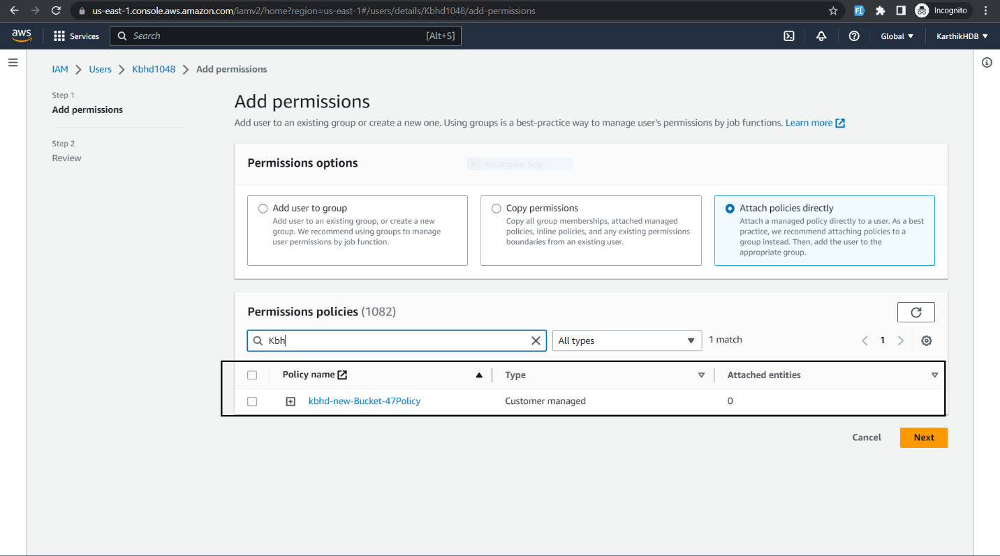 us-east-1.console.aws.amazon.com/iamv2/home?region=us-east-1#/users/details/Kbhd1048/add-permissions
Incognito
aws
Services
Search
[Alt+S]
Global
KarthikHDB
IAM
Users
Kbhd1048
Add permissions
Step 1
Add permissions
Step 2
Review
Add permissions
Add user to an existing group or create a new one. Using groups is a best-practice way to manage user's permissions by job functions. Learn more
Permissions options
Rectangular Snip
Add user to group
Add user to an existing group, or create a new
group. We recommend using groups to manage
user permissions by job function.
Copy permissions
Copy all group memberships, attached managed
policies, inline policies, and any existing permissions
boundaries from an existing user.
Attach policies directly
Attach a managed policy directly to a user. As a best
practice, we recommend attaching policies to a
group instead. Then, add the user to the
appropriate group.
Permissions policies (1082)
Kbh
All types
1 match
1
Policy name
Type
Attached entities
kbhd-new-Bucket-47Policy
Customer managed
0
Cancel
Next